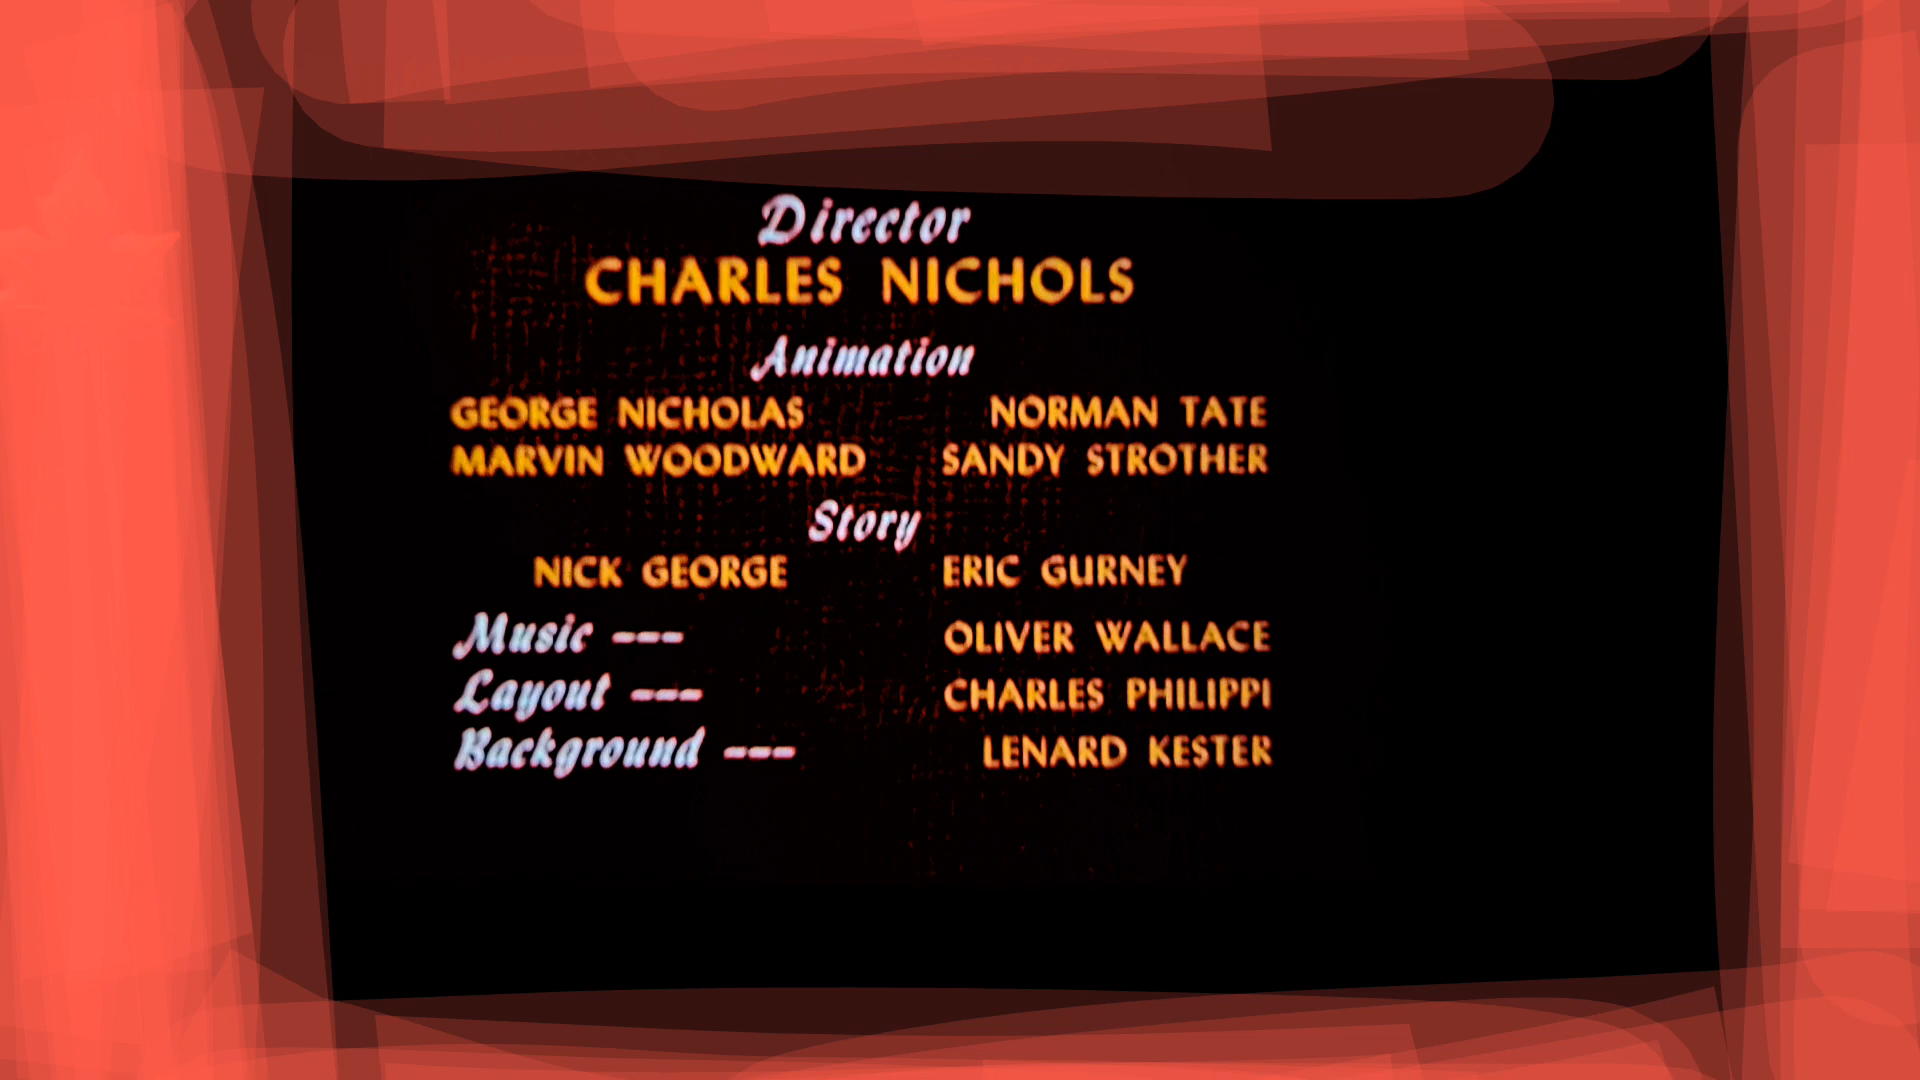 Director
CHARLES NICHOLS
Animation
GEORGE NICHOLAS NORMAN TATE
MARVIN WOODWARD SANDY STROTHER
Story
NICK GEORGE ERIC GURNEY
Music --- OLIVER WALLACE
Layout --- CHARLES PHILIPPI
Background --- LENARD KESTER